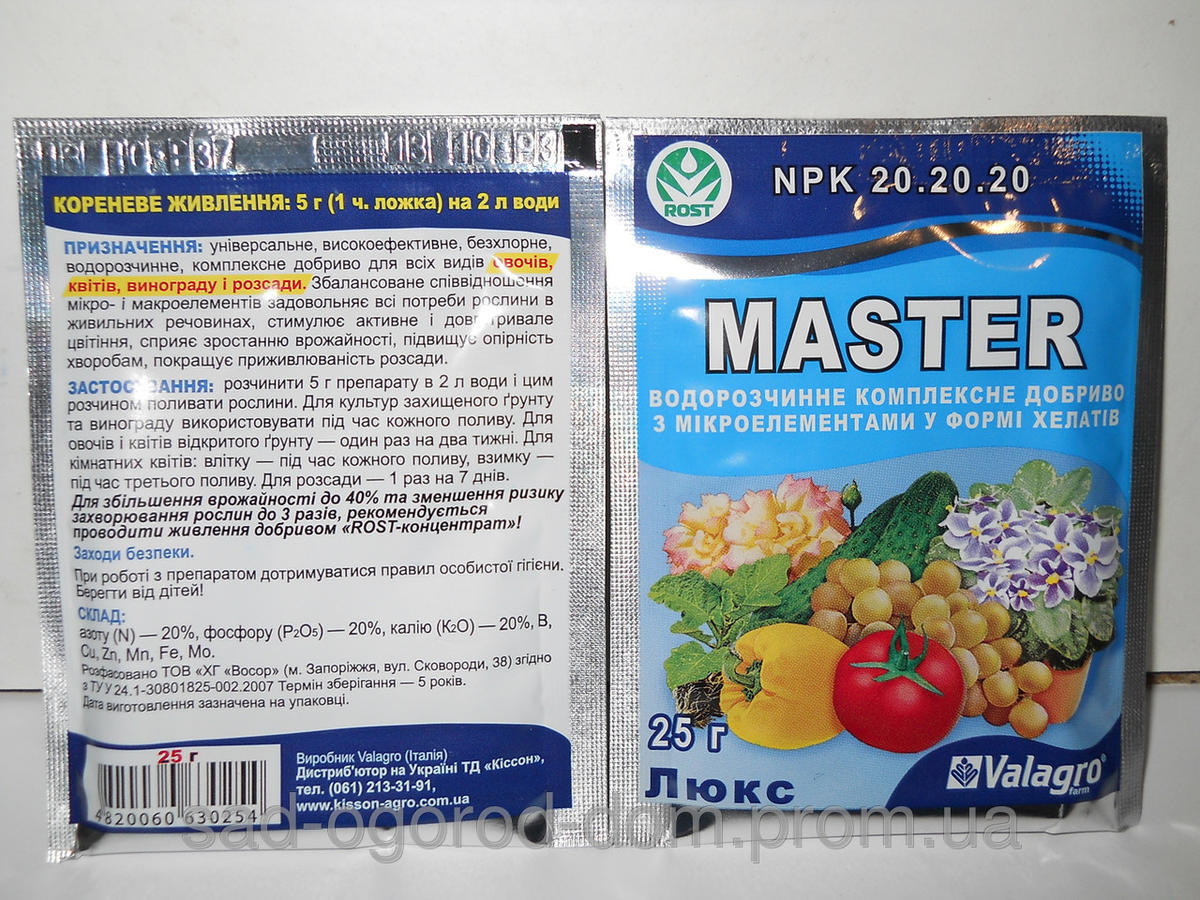 КОРЕНЕВЕ ЖИВЛЕННЯ: 5 г (1 ч. ложка) на 2 л води
ПРИЗНАЧЕННЯ: універсальне, високоефективне, безхлорне,
водорозчинне, комплексне добриво для всіх видів овочів,
квітів, винограду і розсади. Збалансоване співвідношення
мікро- і макроелементів задовольняє всі потреби рослини в
живильних речовинах, стимулює активне і довготривале
цвітіння, сприяє зростанню врожайності, підвищує опірність
хворобам, покращує приживлюваність розсади.
ЗАСТОСУВАННЯ: розчинити 5 г препарату в 2 л води і цим
розчином поливати рослини. Для культур захищеного ґрунту
та винограду використовувати під час кожного поливу. Для
овочів і квітів відкритого ґрунту — один раз на два тижні. Для
кімнатних квітів: влітку — під час кожного поливу, взимку —
під час третього поливу. Для розсади — 1 раз на 7 днів.
Для збільшення врожайності до 40% та зменшення ризику
захворювання рослин до 3 разів, рекомендується
проводити живлення добривом «ROST-концентрат»!
Заходи безпеки.
При роботі з препаратом дотримуватися правил особистої гігієни.
Берегти від дітей!
СКЛАД:
азоту (N) — 20%, фосфору (P₂O₅) — 20%, калію (K₂O) — 20%, B,
Cu, Zn, Mn, Fe, Mo.
Розфасовано ТОВ «ХГ «Восор» (м. Запоріжжя, вул. Сковороди, 38) згідно
з ТУ У 24.1-30801825-002.2007 Термін зберігання — 5 років.
Дата виготовлення зазначена на упаковці.
25 г
4820060 630254
Виробник Valagro (Італія)
Дистриб'ютор на Україні ТД «Кіссон»,
тел. (061) 213-31-91,
www.kisson-agro.com.ua
ROST
NPK 20.20.20
MASTER
ВОДОРОЗЧИННЕ КОМПЛЕКСНЕ ДОБРИВО
З МІКРОЕЛЕМЕНТАМИ У ФОРМІ ХЕЛАТІВ
25 г
Люкс
Valagro®
farm
sad-ogorod-dom.prom.ua